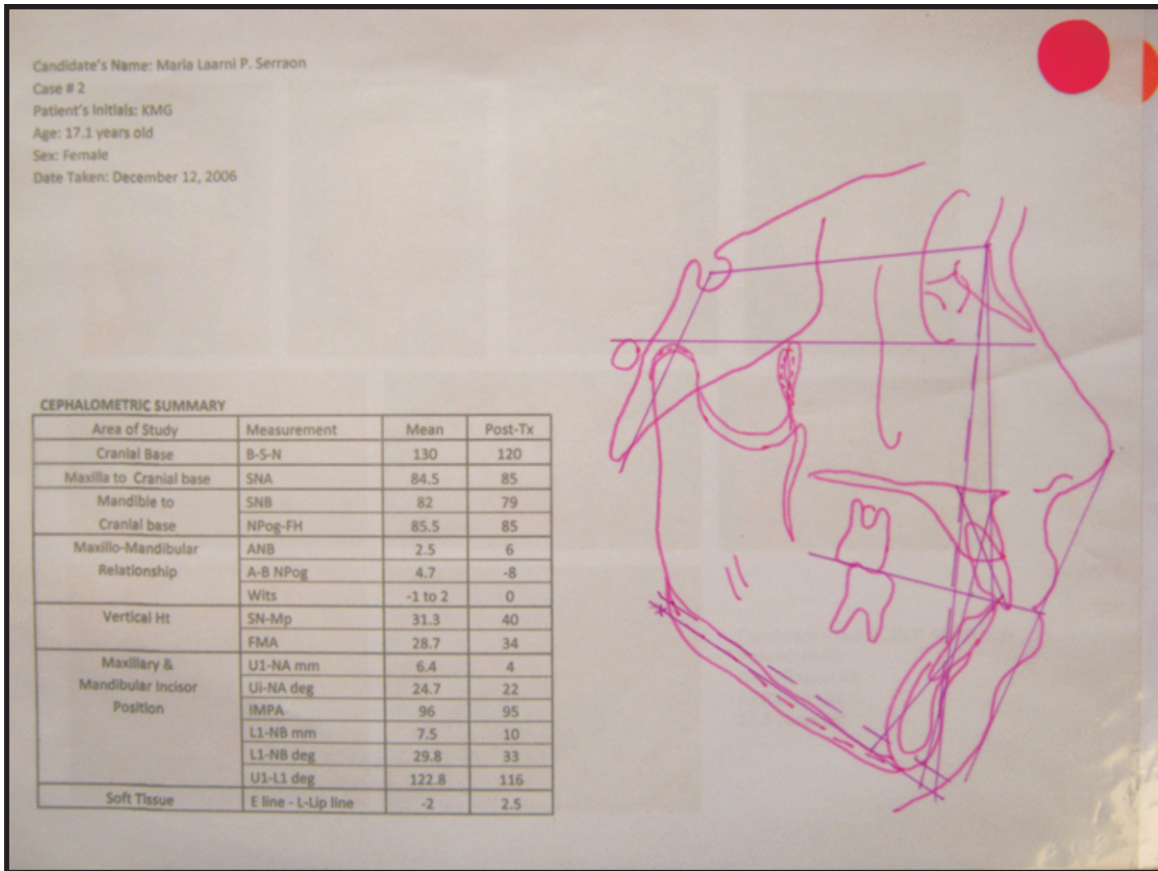 Candidate's Name: Maria Laarni P. Serraon
Case # 2
Patient's Initials: KMG
Age: 17.1 years old
Sex: Female
Date Taken: December 12, 2006
CEPHALOMETRIC SUMMARY
Area of Study Measurement Mean Post-Tx
Cranial Base B-S-N 130 120
Maxilla to Cranial base SNA 84.5 85
Mandible to SNB 82 79
Cranial base NPog-FH 85.5 85
Maxillo-Mandibular ANB 2.5 6
Relationship A-B NPog 4.7 -8
Wits -1 to 2 0
Vertical Ht SN-Mp 31.3 40
FMA 28.7 34
Maxillary & U1-NA mm 6.4 4
Mandibular Incisor Ui-NA deg 24.7 22
Position IMPA 96 95
L1-NB mm 7.5 10
L1-NB deg 29.8 33
U1-L1 deg 122.8 116
Soft Tissue E line - L-Lip line -2 2.5